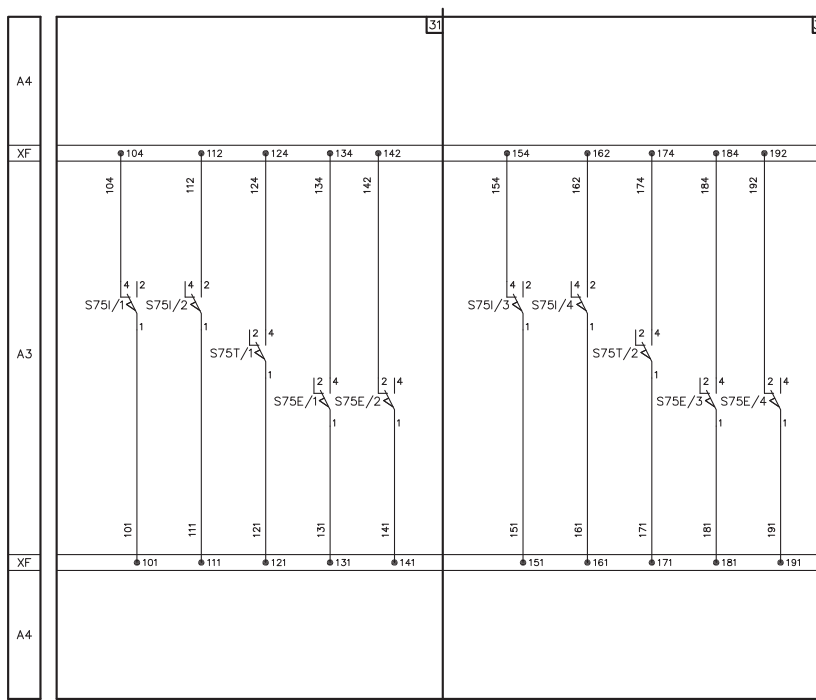 31
A4
XF 104 112 124 134 142 154 162 174 184 192
104 112 124 134 142 154 162 174 184 192
4 2 4 2 4 2 4 2
S75I/1 S75I/2 S75I/3 S75I/4
1 1 1 1
2 4 2 4
A3 S75T/1 S75T/2
1 1
2 4 2 4 2 4 2 4
S75E/1 S75E/2 S75E/3 S75E/4
1 1 1 1
101 111 121 131 141 151 161 171 181 191
XF 101 111 121 131 141 151 161 171 181 191
A4